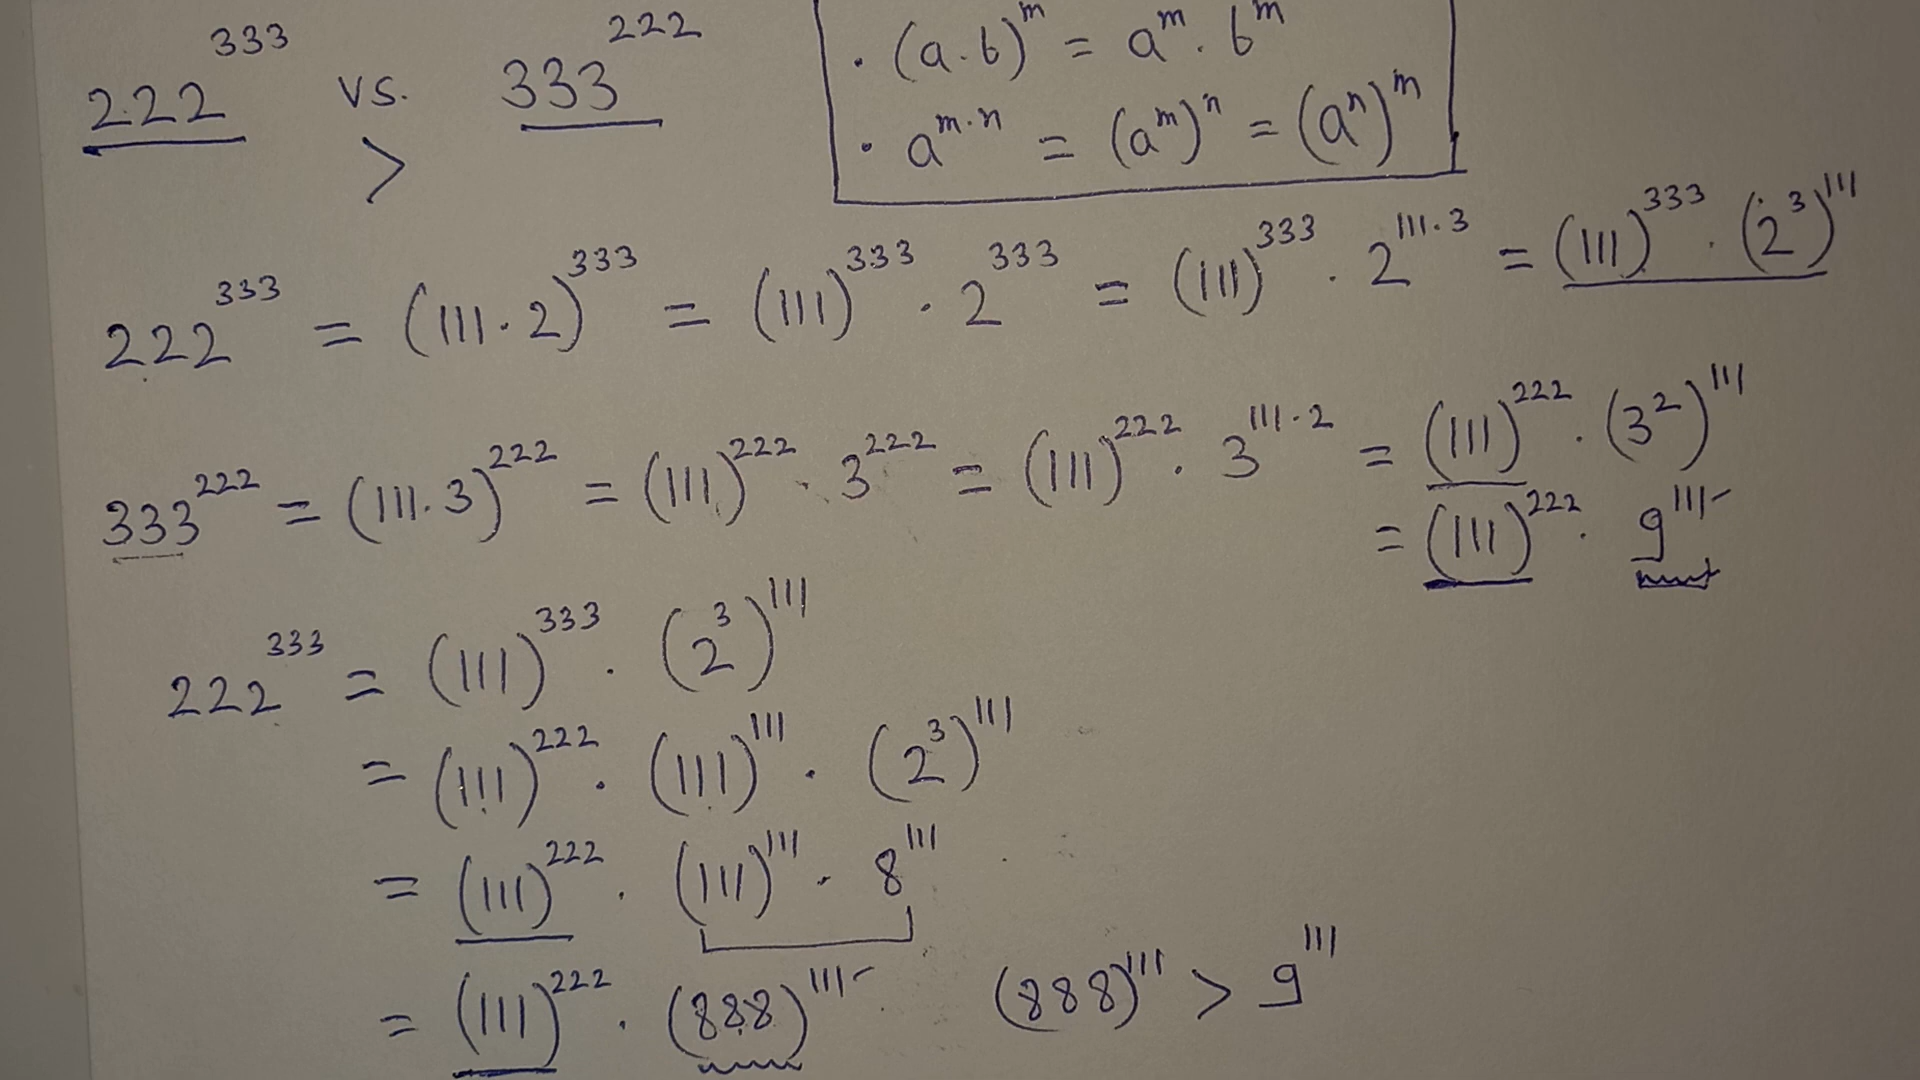 222^333 vs. 333^222
>
· (a·b)^m = a^m · b^m
· a^m·n = (a^m)^n = (a^n)^m
222^333 = (111·2)^333 = (111)^333 · 2^333 = (111)^333 · 2^111·3 = (111)^333 · (2^3)^111
333^222 = (111·3)^222 = (111)^222 · 3^222 = (111)^222 · 3^111·2 = (111)^222 · (3^2)^111
= (111)^222 · 9^111
222^333 = (111)^333 · (2^3)^111
= (111)^222 · (111)^111 · (2^3)^111
= (111)^222 · (111)^111 · 8^111
= (111)^222 · (888)^111 (888)^111 > 9^111